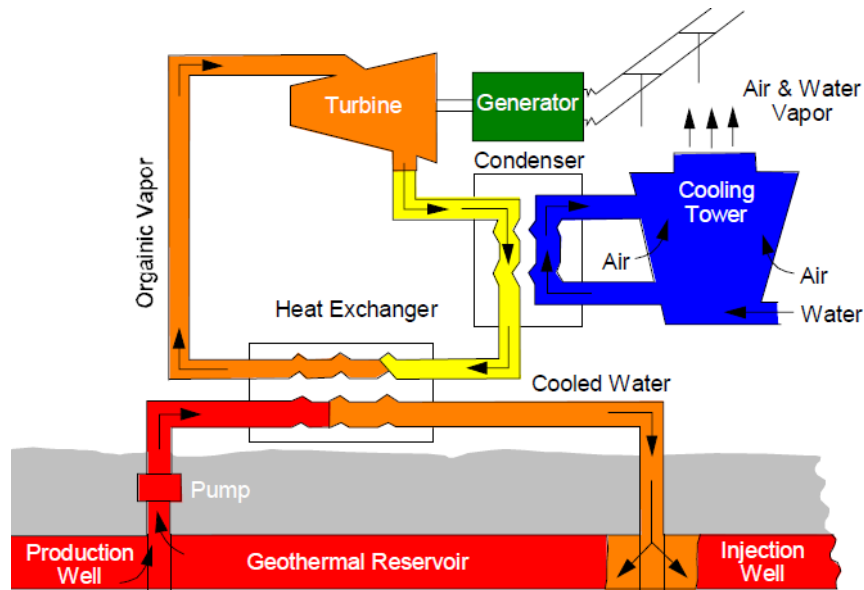 Turbine
Generator
Air & Water
Vapor
Condenser
Cooling
Tower
Orgainic Vapor
Air
Air
Heat Exchanger
Water
Cooled Water
Pump
Production
Well
Geothermal Reservoir
Injection
Well